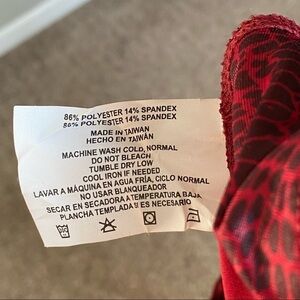 86% POLYESTER 14% SPANDEX
86% POLYESTER 14% SPANDEX
MADE IN TAIWAN
HECHO EN TAIWÁN
MACHINE WASH COLD, NORMAL
DO NOT BLEACH
TUMBLE DRY LOW
COOL IRON IF NEEDED
LAVAR A MÁQUINA EN AGUA FRÍA, CICLO NORMAL
NO USAR BLANQUEADOR
SECAR EN SECADORA A TEMPERATURA BAJA
PLANCHA TEMPLADA SI ES NECESARIO